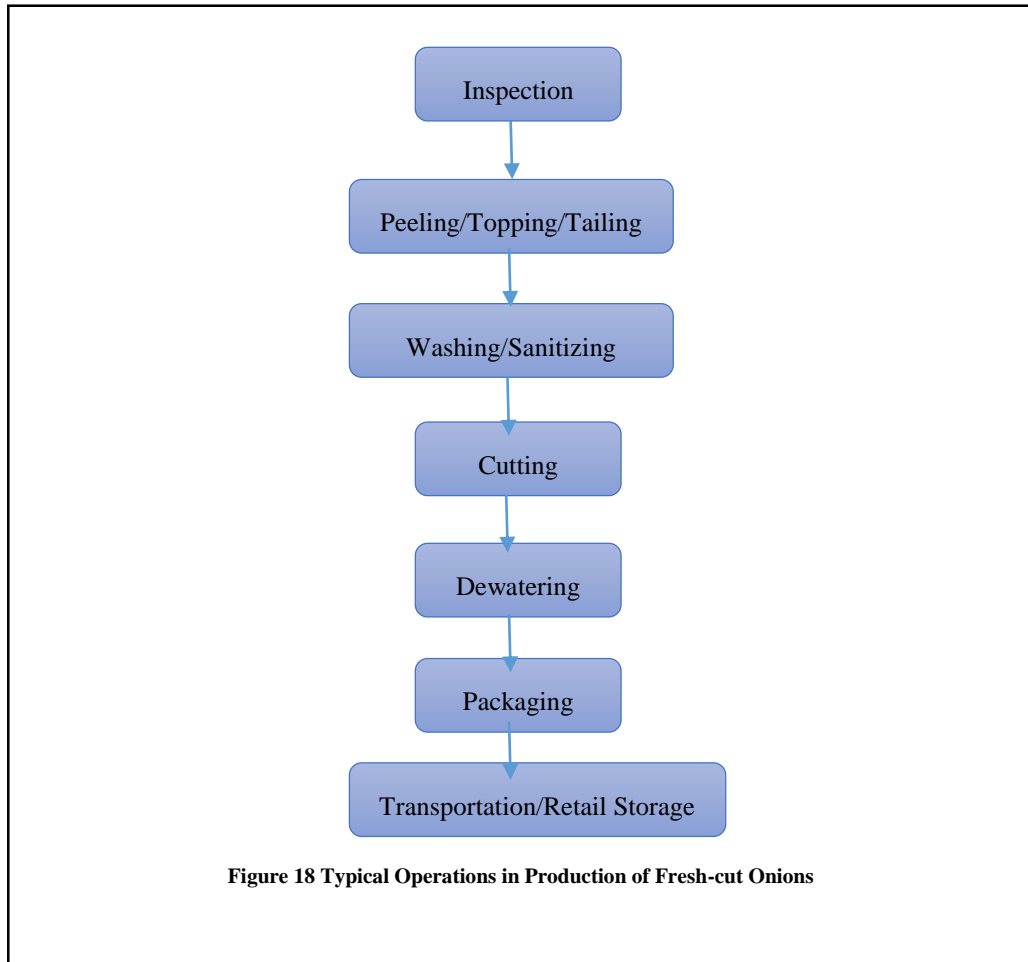 Inspection
Peeling/Topping/Tailing
Washing/Sanitizing
Cutting
Dewatering
Packaging
Transportation/Retail Storage
Figure 18 Typical Operations in Production of Fresh-cut Onions